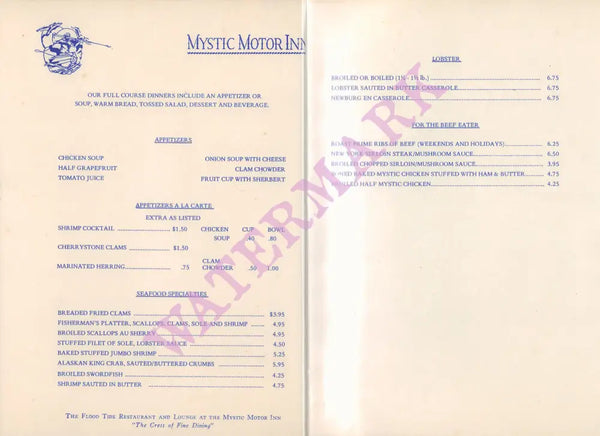 MYSTIC MOTOR INN
OUR FULL COURSE DINNERS INCLUDE AN APPETIZER OR
SOUP, WARM BREAD, TOSSED SALAD, DESSERT AND BEVERAGE.
APPETIZERS
CHICKEN SOUP ONION SOUP WITH CHEESE
HALF GRAPEFRUIT CLAM CHOWDER
TOMATO JUICE FRUIT CUP WITH SHERBERT
APPETIZERS A LA CARTE
EXTRA AS LISTED
SHRIMP COCKTAIL $1.50 CHICKEN CUP BOWL
SOUP .40 .80
CHERRYSTONE CLAMS $1.50
CLAM
MARINATED HERRING .75 CHOWDER .50 1.00
SEAFOOD SPECIALTIES
BREADED FRIED CLAMS $3.95
FISHERMAN'S PLATTER, SCALLOPS, CLAMS, SOLE AND SHRIMP 4.95
BROILED SCALLOPS AU SHERRY 4.95
STUFFED FILET OF SOLE, LOBSTER SAUCE 4.50
BAKED STUFFED JUMBO SHRIMP 5.25
ALASKAN KING CRAB, SAUTED/BUTTERED CRUMBS 5.95
BROILED SWORDFISH 4.25
SHRIMP SAUTED IN BUTTER 4.75
THE FLOOD TIDE RESTAURANT AND LOUNGE AT THE MYSTIC MOTOR INN
"The Crest of Fine Dining"
LOBSTER
BROILED OR BOILED (1¼ - 1½ lb.) 6.75
LOBSTER SAUTED IN BUTTER CASSEROLE 6.75
NEWBURG EN CASSEROLE 6.75
FOR THE BEEF EATER
ROAST PRIME RIBS OF BEEF (WEEKENDS AND HOLIDAYS) 6.25
NEW YORK SIRLOIN STEAK/MUSHROOM SAUCE 6.50
BROILED CHOPPED SIRLOIN/MUSHROOM SAUCE 3.95
BAKED MYSTIC CHICKEN STUFFED WITH HAM & BUTTER 4.75
HALF MYSTIC CHICKEN 4.25
WATERMARK